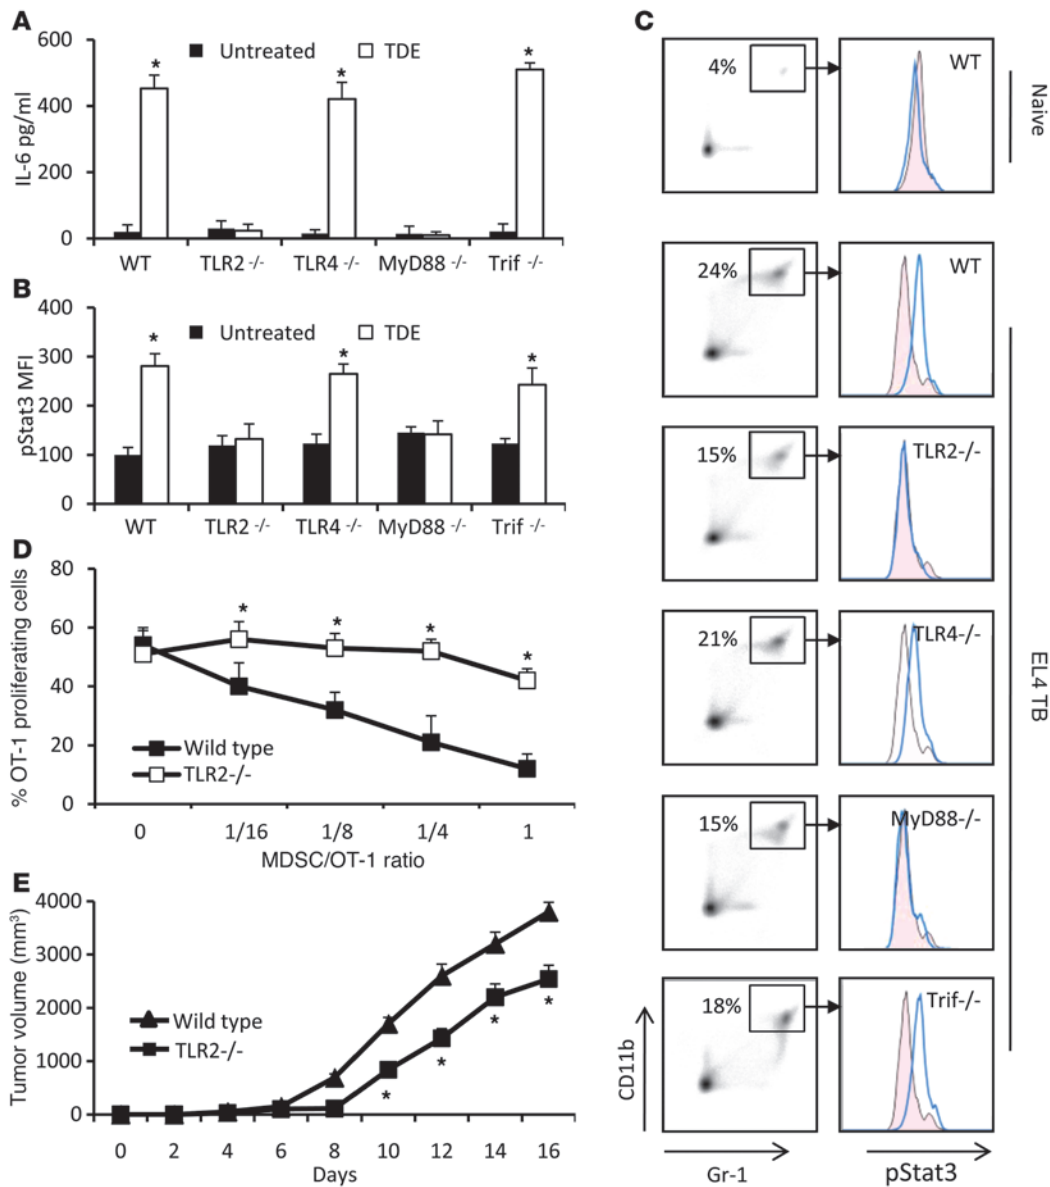 A
600
400
200
0
IL-6 pg/ml
Untreated
TDE
*
*
*
WT
TLR2 -/-
TLR4 -/-
MyD88 -/-
Trif -/-
B
400
300
200
100
0
pStat3 MFI
Untreated
TDE
*
*
*
WT
TLR2 -/-
TLR4 -/-
MyD88 -/-
Trif -/-
D
80
60
40
20
0
% OT-1 proliferating cells
*
*
*
*
Wild type
TLR2-/-
0
1/16
1/8
1/4
1
MDSC/OT-1 ratio
E
4000
3000
2000
1000
0
Tumor volume (mm³)
Wild type
TLR2-/-
*
*
*
*
0
2
4
6
8
10
12
14
16
Days
C
4%
WT
Naive
24%
WT
15%
TLR2-/-
21%
TLR4-/-
15%
MyD88-/-
18%
Trif-/-
EL4 TB
CD11b
Gr-1
pStat3